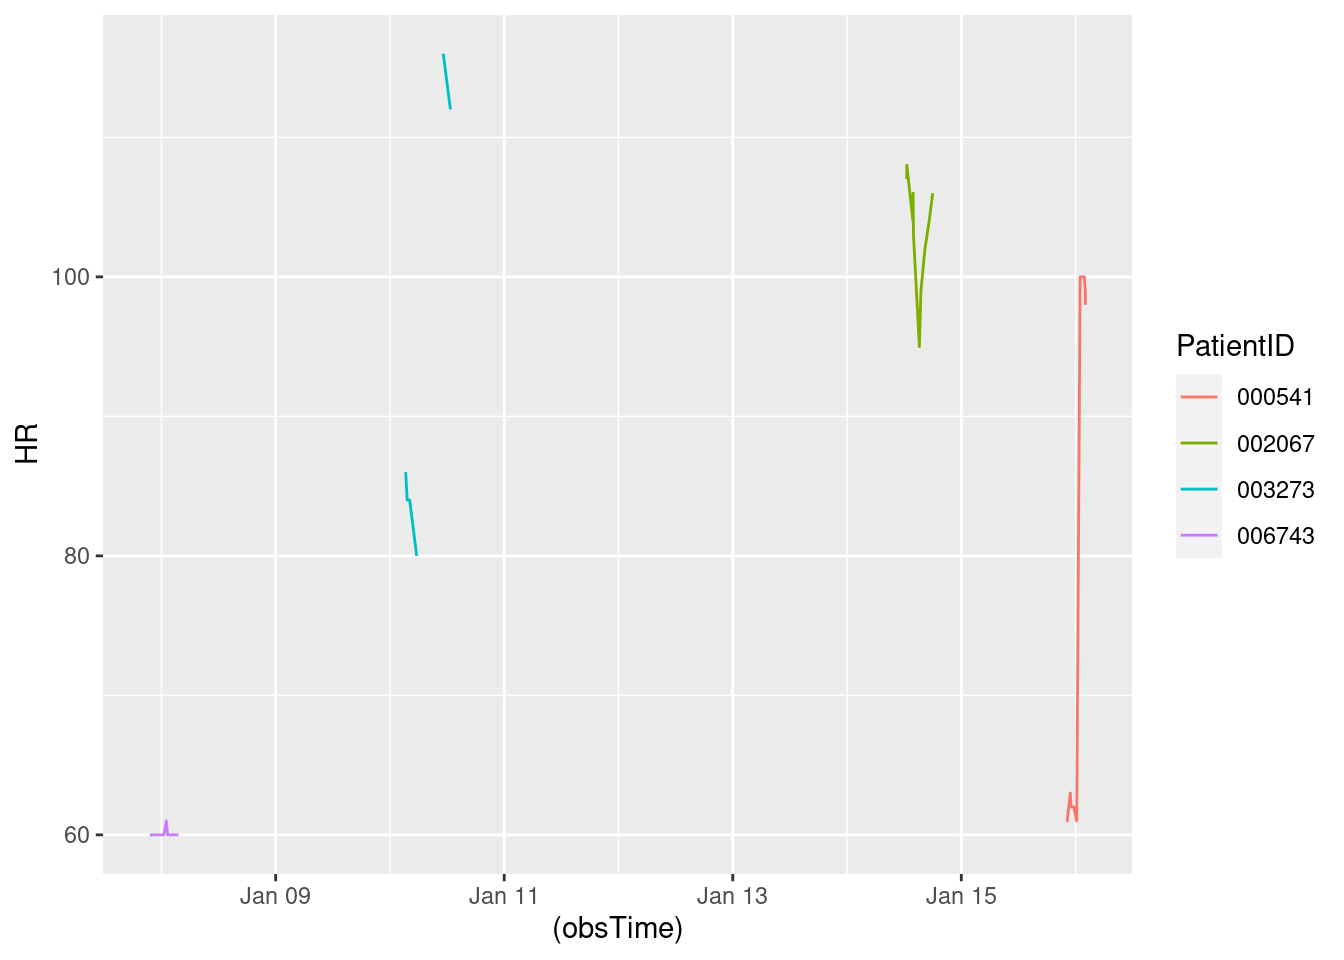 HR
100
80
60
Jan 09
Jan 11
Jan 13
Jan 15
(obsTime)
PatientID
000541
002067
003273
006743